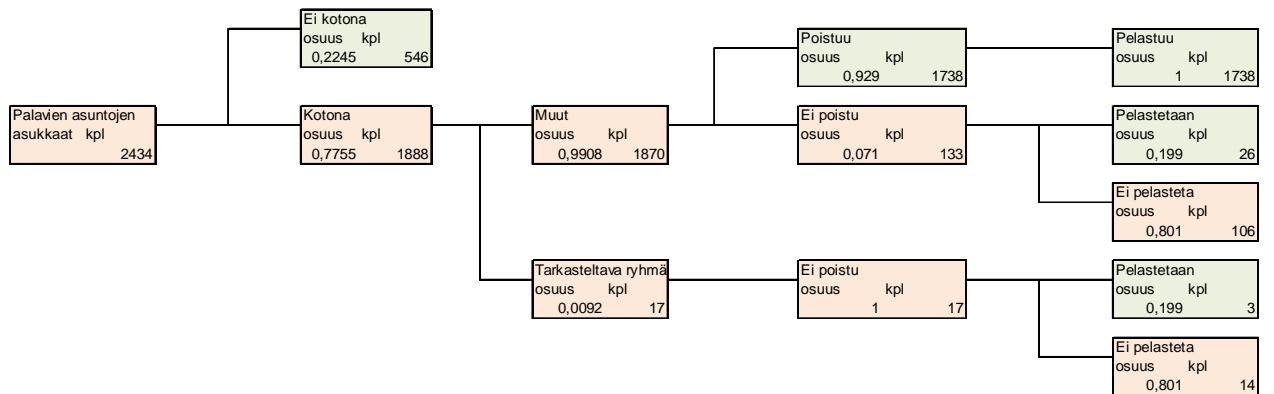 Ei kotona
osuus kpl
0,2245 546
Poistuu
osuus kpl
0,929 1738
Pelastuu
osuus kpl
1 1738
Palavien asuntojen
asukkaat kpl
2434
Kotona
osuus kpl
0,7755 1888
Muut
osuus kpl
0,9908 1870
Ei poistu
osuus kpl
0,071 133
Pelastetaan
osuus kpl
0,199 26
Ei pelasteta
osuus kpl
0,801 106
Tarkasteltava ryhmä
osuus kpl
0,0092 17
Ei poistu
osuus kpl
1 17
Pelastetaan
osuus kpl
0,199 3
Ei pelasteta
osuus kpl
0,801 14